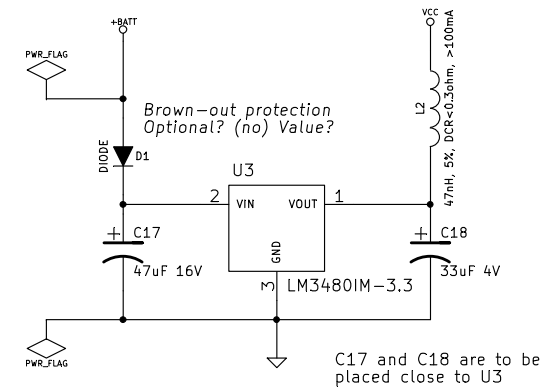 +BATT
VCC
PWR_FLAG
Brown-out protection
Optional? (no) Value?
L2
47nH, 5%, DCR<0.3ohm, >100mA
DIODE
D1
U3
2
VIN
VOUT
1
GND
3
LM3480IM-3.3
+
C17
47uF 16V
+
C18
33uF 4V
PWR_FLAG
C17 and C18 are to be
placed close to U3